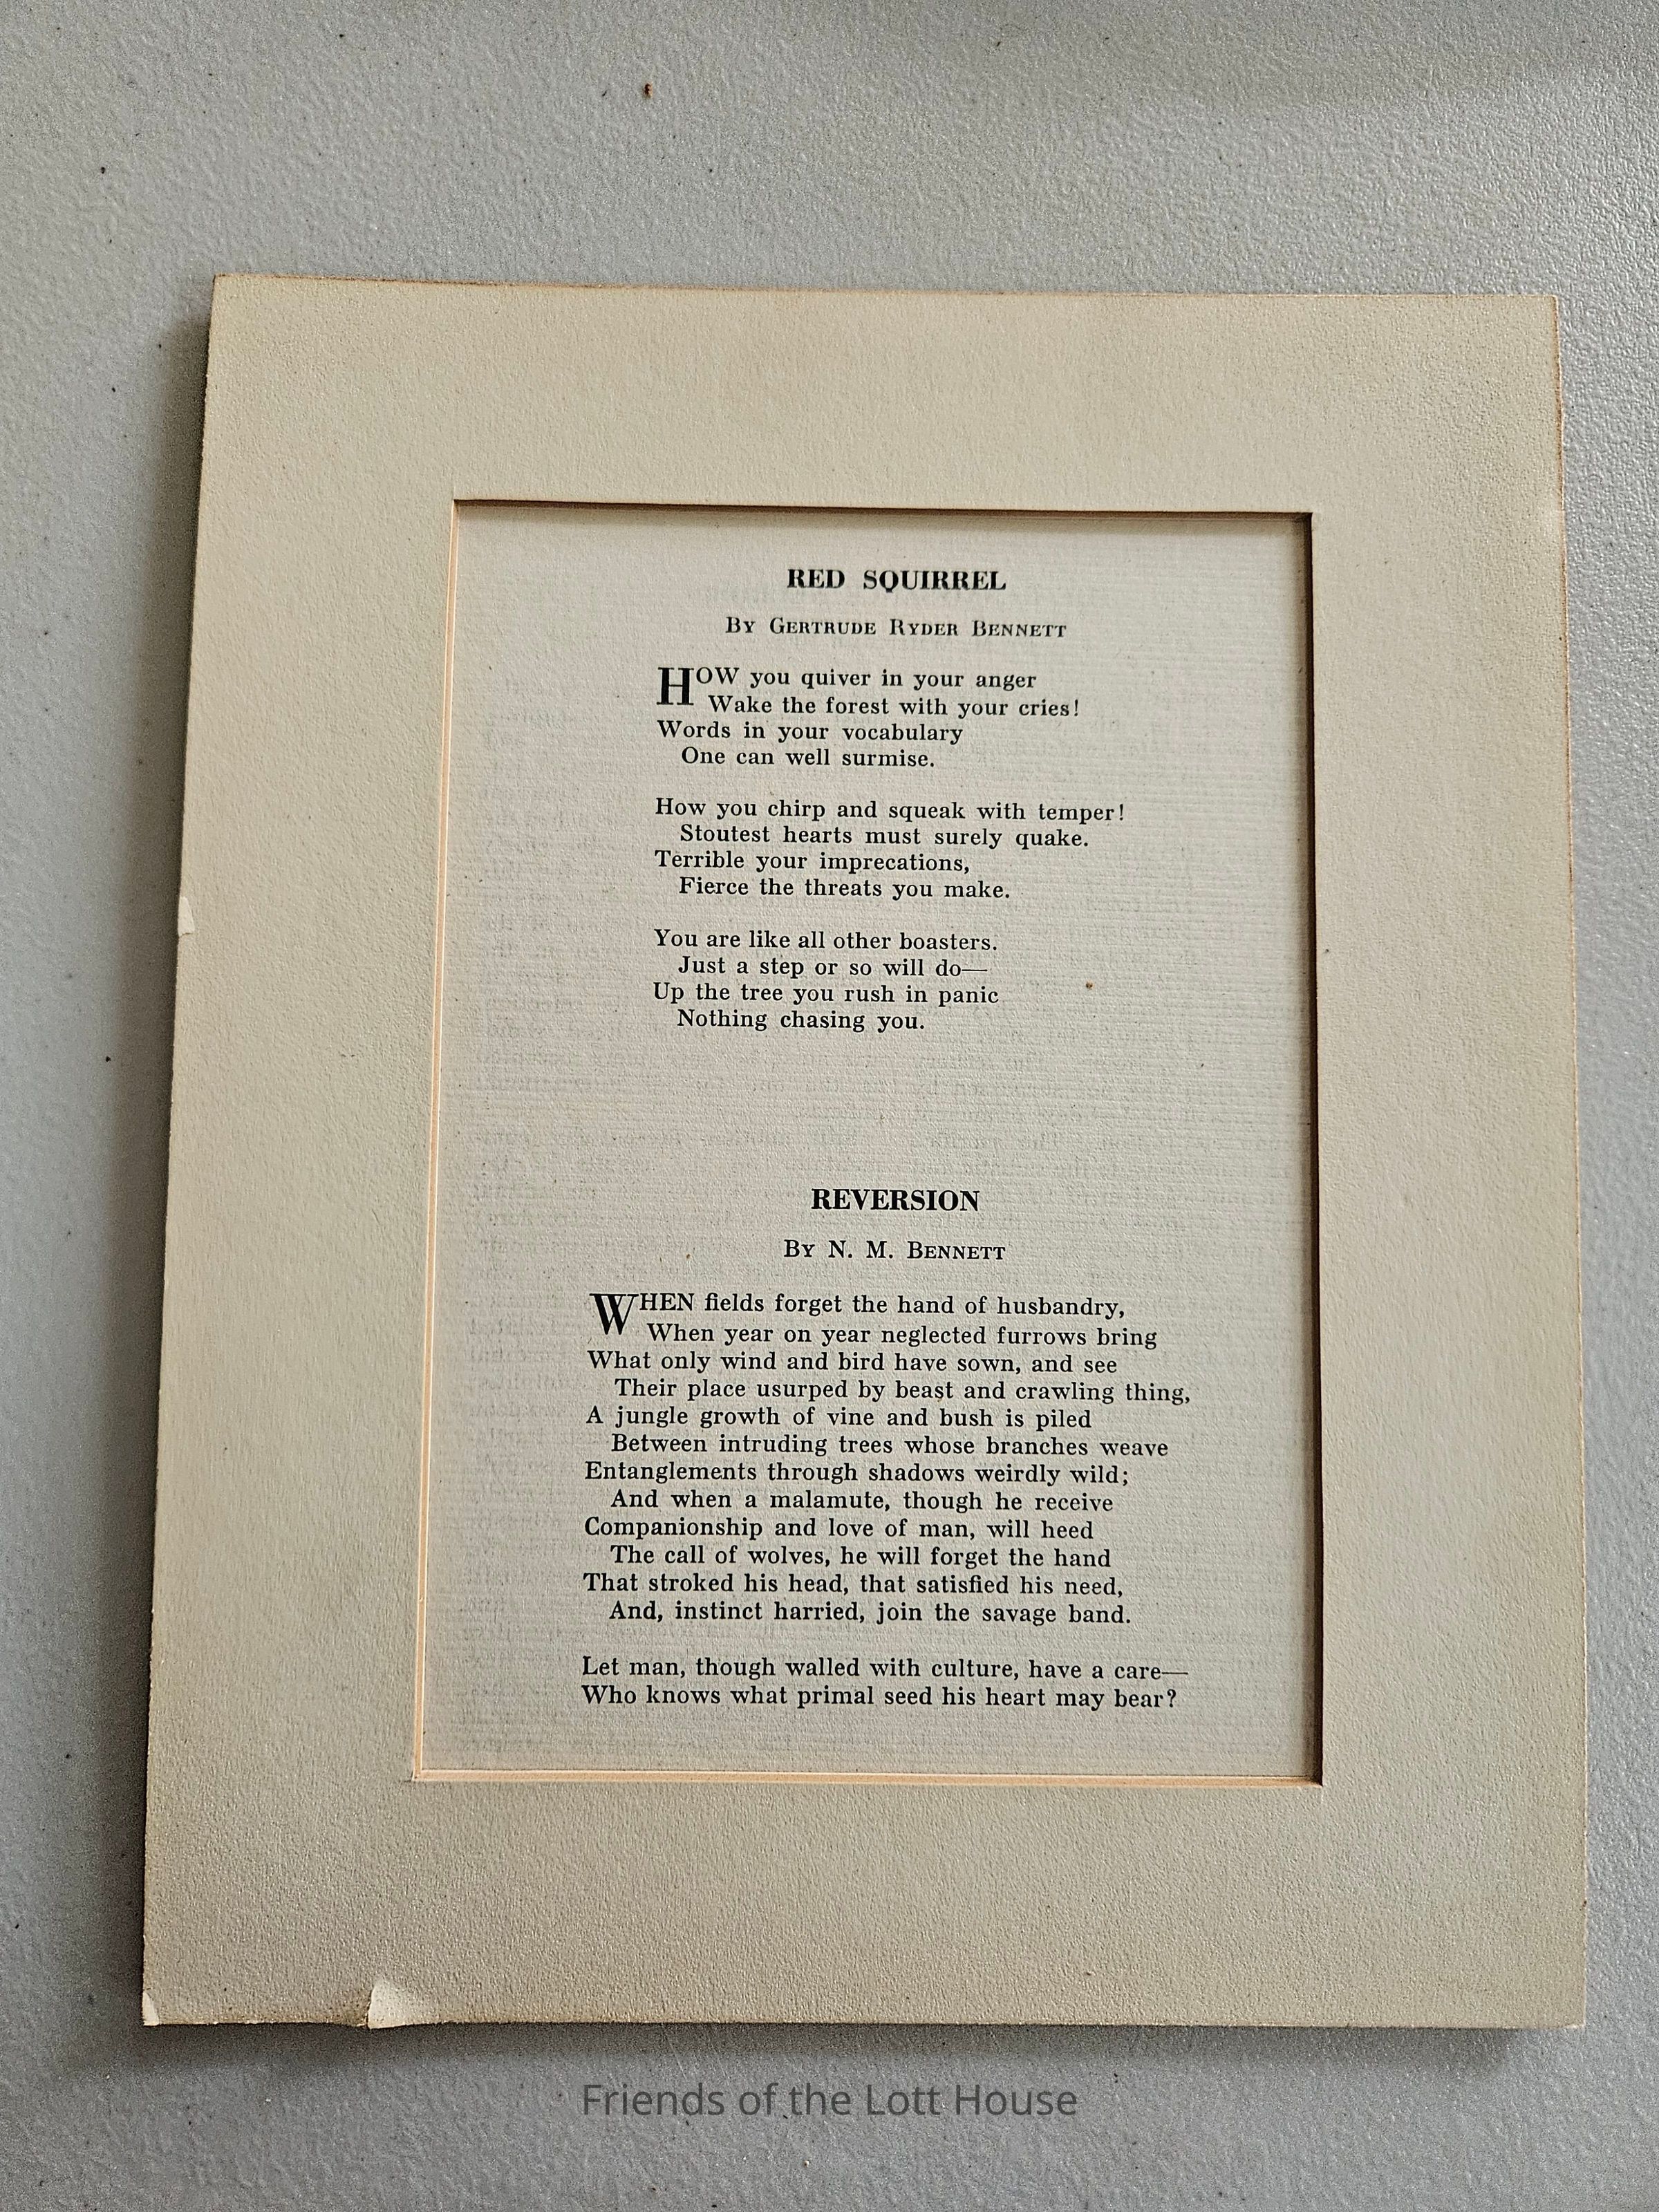 RED SQUIRREL
By Gertrude Ryder Bennett
HOW you quiver in your anger
Wake the forest with your cries!
Words in your vocabulary
One can well surmise.
How you chirp and squeak with temper!
Stoutest hearts must surely quake.
Terrible your imprecations,
Fierce the threats you make.
You are like all other boasters.
Just a step or so will do—
Up the tree you rush in panic
Nothing chasing you.
REVERSION
By N. M. Bennett
WHEN fields forget the hand of husbandry,
When year on year neglected furrows bring
What only wind and bird have sown, and see
Their place usurped by beast and crawling thing,
A jungle growth of vine and bush is piled
Between intruding trees whose branches weave
Entanglements through shadows weirdly wild;
And when a malamute, though he receive
Companionship and love of man, will heed
The call of wolves, he will forget the hand
That stroked his head, that satisfied his need,
And, instinct harried, join the savage band.
Let man, though walled with culture, have a care—
Who knows what primal seed his heart may bear?
Friends of the Lott House